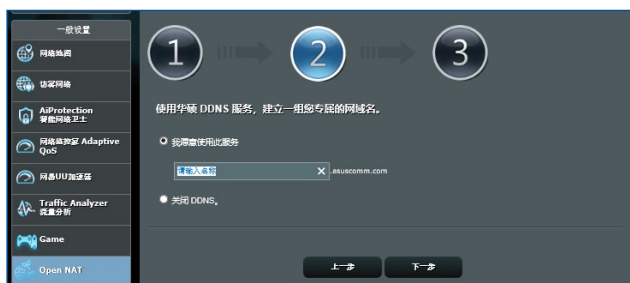 一般设置
网络地图
访客网络
AiProtection
智能网络卫士
网络监控家 Adaptive
QoS
网易UU加速器
Traffic Analyzer
流量分析
Game
Open NAT
1
2
3
使用华硕 DDNS 服务，建立一组您专属的网域名。
我愿意使用此服务
请输入名称
.asuscomm.com
关闭 DDNS。
上一步
下一步